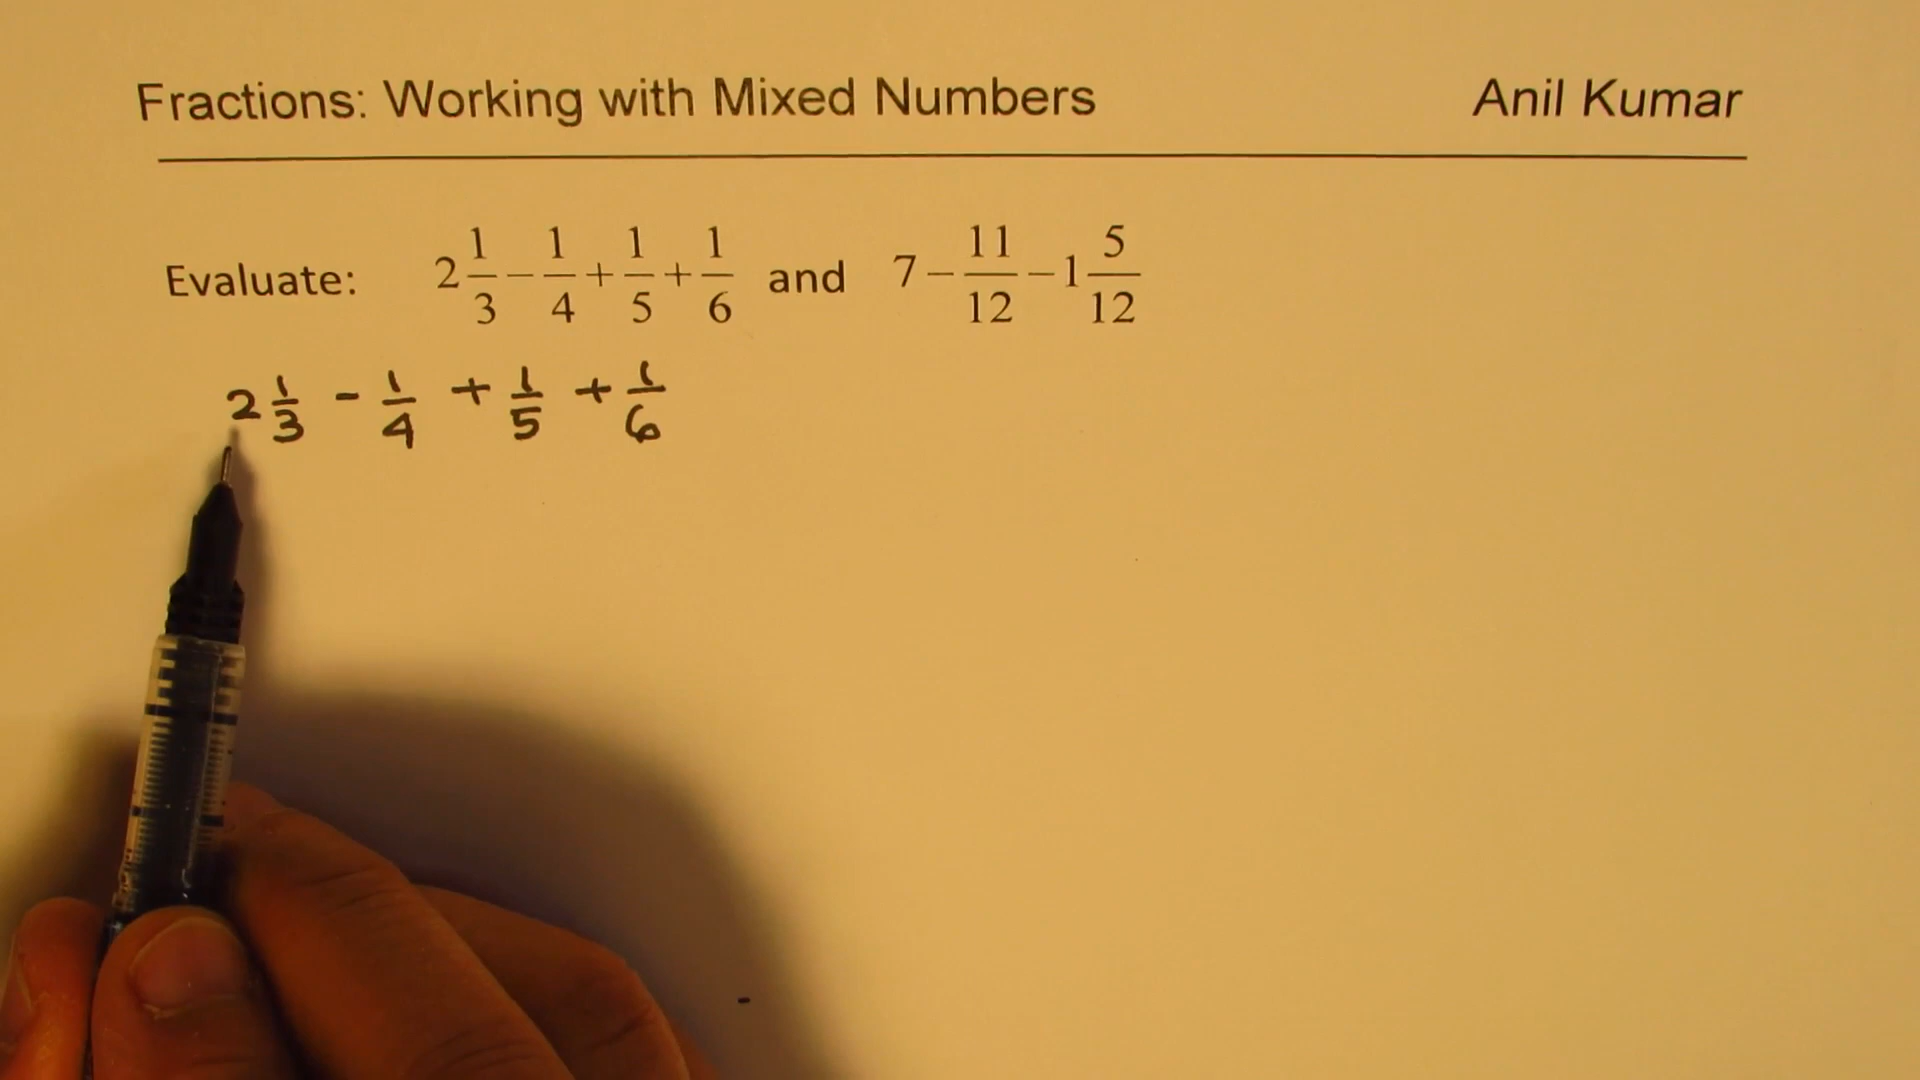 Fractions: Working with Mixed Numbers Anil Kumar
Evaluate: 2 1/3 − 1/4 + 1/5 + 1/6 and 7 − 11/12 − 1 5/12
2 1/3 - 1/4 + 1/5 + 1/6